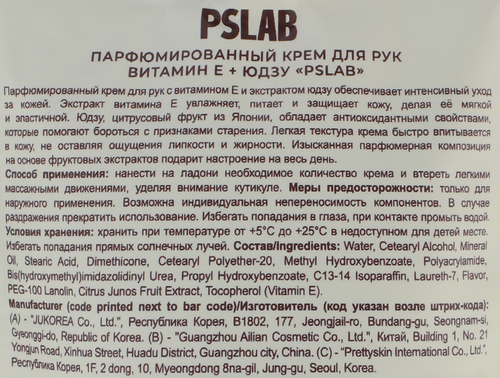 PSLAB
ПАРФЮМИРОВАННЫЙ КРЕМ ДЛЯ РУК
ВИТАМИН Е + ЮДЗУ «PSLAB»
Парфюмированный крем для рук с витамином Е и экстрактом юдзу обеспечивает интенсивный уход
за кожей. Экстракт витамина Е увлажняет, питает и защищает кожу, делая её мягкой
и эластичной. Юдзу, цитрусовый фрукт из Японии, обладает антиоксидантными свойствами,
которые помогают бороться с признаками старения. Легкая текстура крема быстро впитывается
в кожу, не оставляя ощущения липкости и жирности. Изысканная парфюмерная композиция
на основе фруктовых экстрактов подарит настроение на весь день.
Способ применения: нанести на ладони необходимое количество крема и втереть легкими
массажными движениями, уделяя внимание кутикуле. Меры предосторожности: только для
наружного применения. Возможна индивидуальная непереносимость компонентов. В случае
раздражения прекратить использование. Избегать попадания в глаза, при контакте промыть водой.
Условия хранения: хранить при температуре от +5°С до +25°С в недоступном для детей месте.
Избегать попадания прямых солнечных лучей. Состав/Ingredients: Water, Cetearyl Alcohol, Mineral
Oil, Stearic Acid, Dimethicone, Cetearyl Polyether-20, Methyl Hydroxybenzoate, Polyacrylamide,
Bis(hydroxymethyl)imidazolidinyl Urea, Propyl Hydroxybenzoate, C13-14 Isoparaffin, Laureth-7, Flavor,
PEG-100 Lanolin, Citrus Junos Fruit Extract, Tocopherol (Vitamin E).
Manufacturer (code printed next to bar code)/Изготовитель (код указан возле штрих-кода):
(A) - "JUKOREA Co., Ltd.", Республика Корея, B1802, 177, Jeongjail-ro, Bundang-gu, Seongnam-si,
Gyeonggi-do, Republic of Korea. (B) - "Guangzhou Ailian Cosmetic Co., Ltd.", Китай, Building 1, No. 21
Yongjun Road, Xinhua Street, Huadu District, Guangzhou city, China. (C) - "Prettyskin International Co., Ltd.",
Республика Корея, 1F, 2 dong, 10, Myeongdong 8na-gil, Jung-gu, Seoul, Korea.